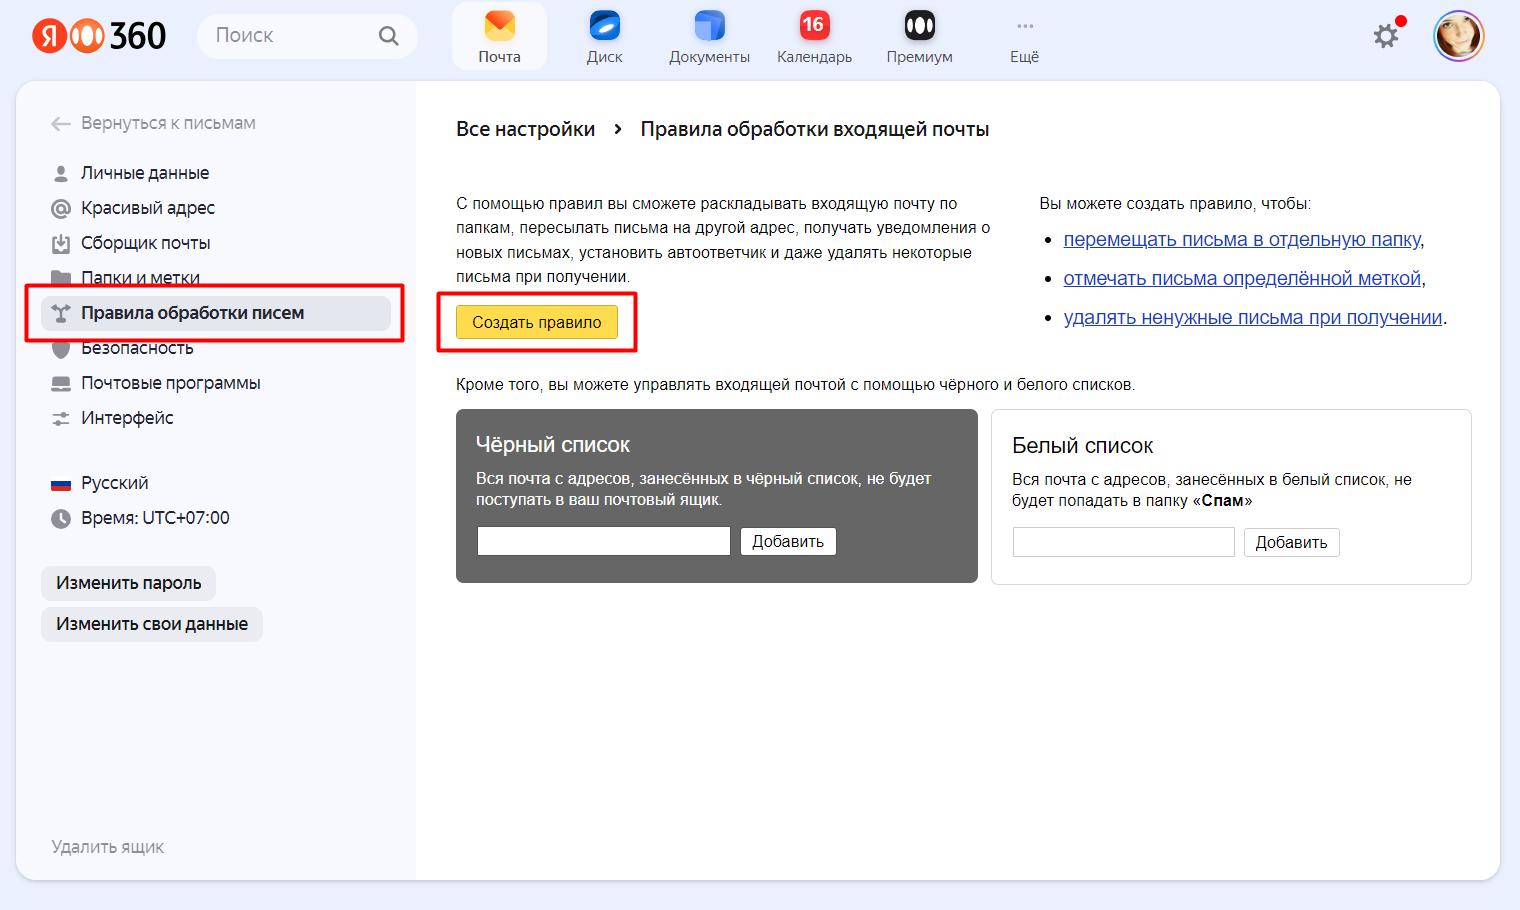 Я 360
Поиск
Почта
Диск
Документы
16
Календарь
Премиум
Ещё
Вернуться к письмам
Личные данные
Красивый адрес
Сборщик почты
Папки и метки
Правила обработки писем
Безопасность
Почтовые программы
Интерфейс
Русский
Время: UTC+07:00
Изменить пароль
Изменить свои данные
Удалить ящик
Все настройки › Правила обработки входящей почты
С помощью правил вы сможете раскладывать входящую почту по
папкам, пересылать письма на другой адрес, получать уведомления о
новых письмах, установить автоответчик и даже удалять некоторые
письма при получении.
Создать правило
Вы можете создать правило, чтобы:
• перемещать письма в отдельную папку,
• отмечать письма определённой меткой,
• удалять ненужные письма при получении.
Кроме того, вы можете управлять входящей почтой с помощью чёрного и белого списков.
Чёрный список
Вся почта с адресов, занесённых в чёрный список, не будет
поступать в ваш почтовый ящик.
Добавить
Белый список
Вся почта с адресов, занесённых в белый список, не
будет попадать в папку «Спам»
Добавить